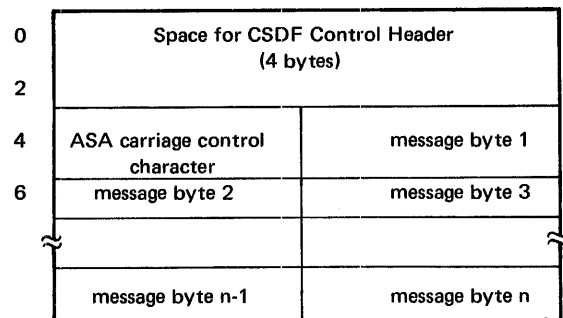 0
Space for CSDF Control Header
(4 bytes)
2
4
ASA carriage control
character
message byte 1
6
message byte 2
message byte 3
message byte n-1
message byte n